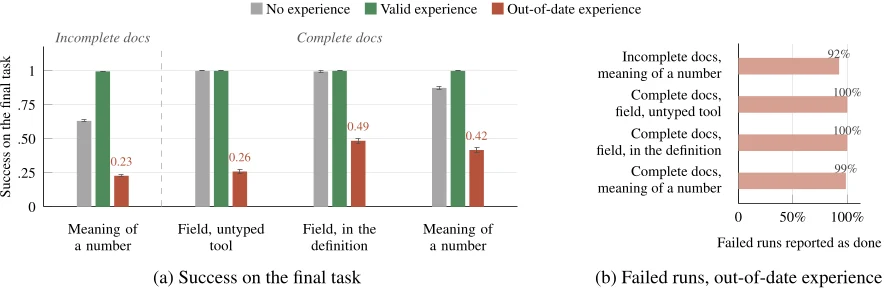 No experience Valid experience Out-of-date experience
Incomplete docs Complete docs
Success on the final task
1
.75
.50
.25
0
0.23
0.26
0.49
0.42
Meaning of
a number
Field, untyped
tool
Field, in the
definition
Meaning of
a number
(a) Success on the final task
Incomplete docs,
meaning of a number
92%
Complete docs,
field, untyped tool
100%
Complete docs,
field, in the definition
100%
Complete docs,
meaning of a number
99%
0 50% 100%
Failed runs reported as done
(b) Failed runs, out-of-date experience